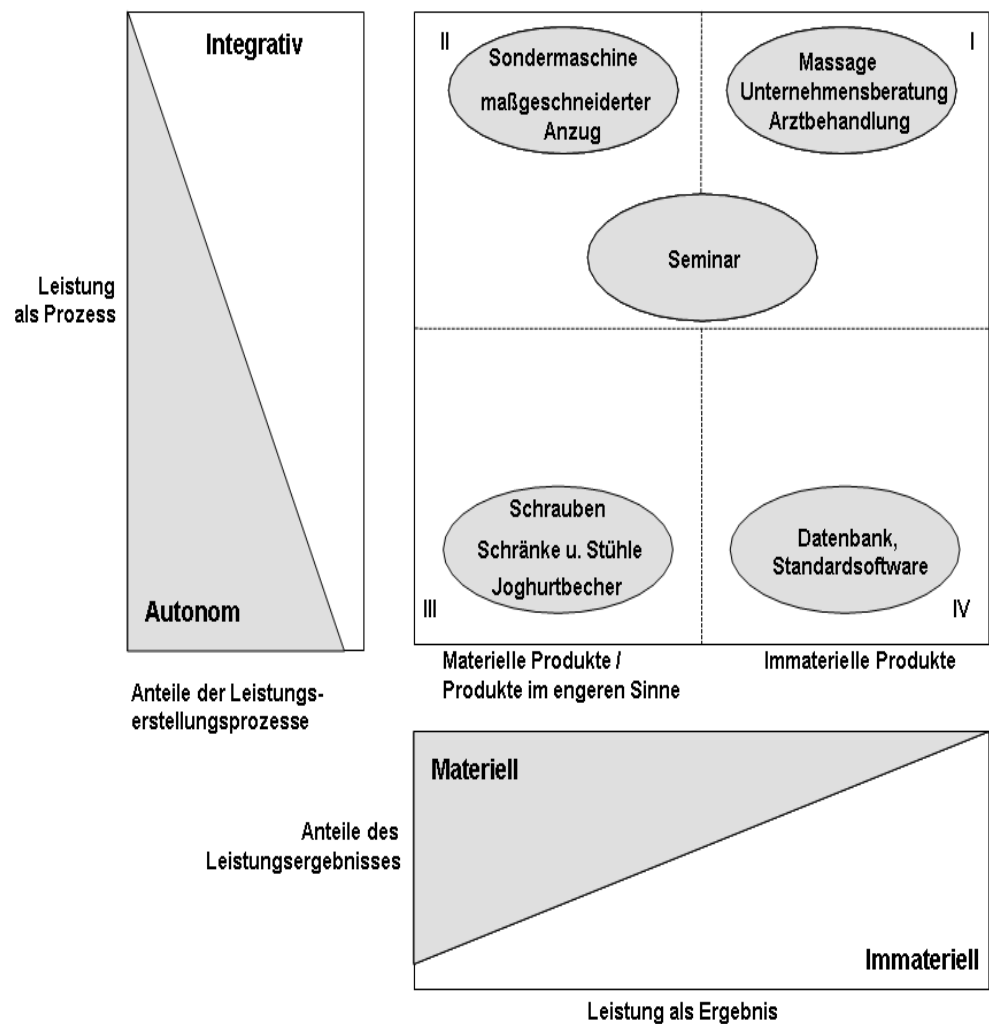 Integrativ
II
Sondermaschine
maßgeschneiderter
Anzug
I
Massage
Unternehmensberatung
Arztbehandlung
Seminar
Leistung
als Prozess
Autonom
Schrauben
Schränke u. Stühle
Joghurtbecher
III
Datenbank,
Standardsoftware
IV
Anteile der Leistungs-
erstellungsprozesse
Materielle Produkte /
Produkte im engeren Sinne
Immaterielle Produkte
Materiell
Anteile des
Leistungsergebnisses
Immateriell
Leistung als Ergebnis